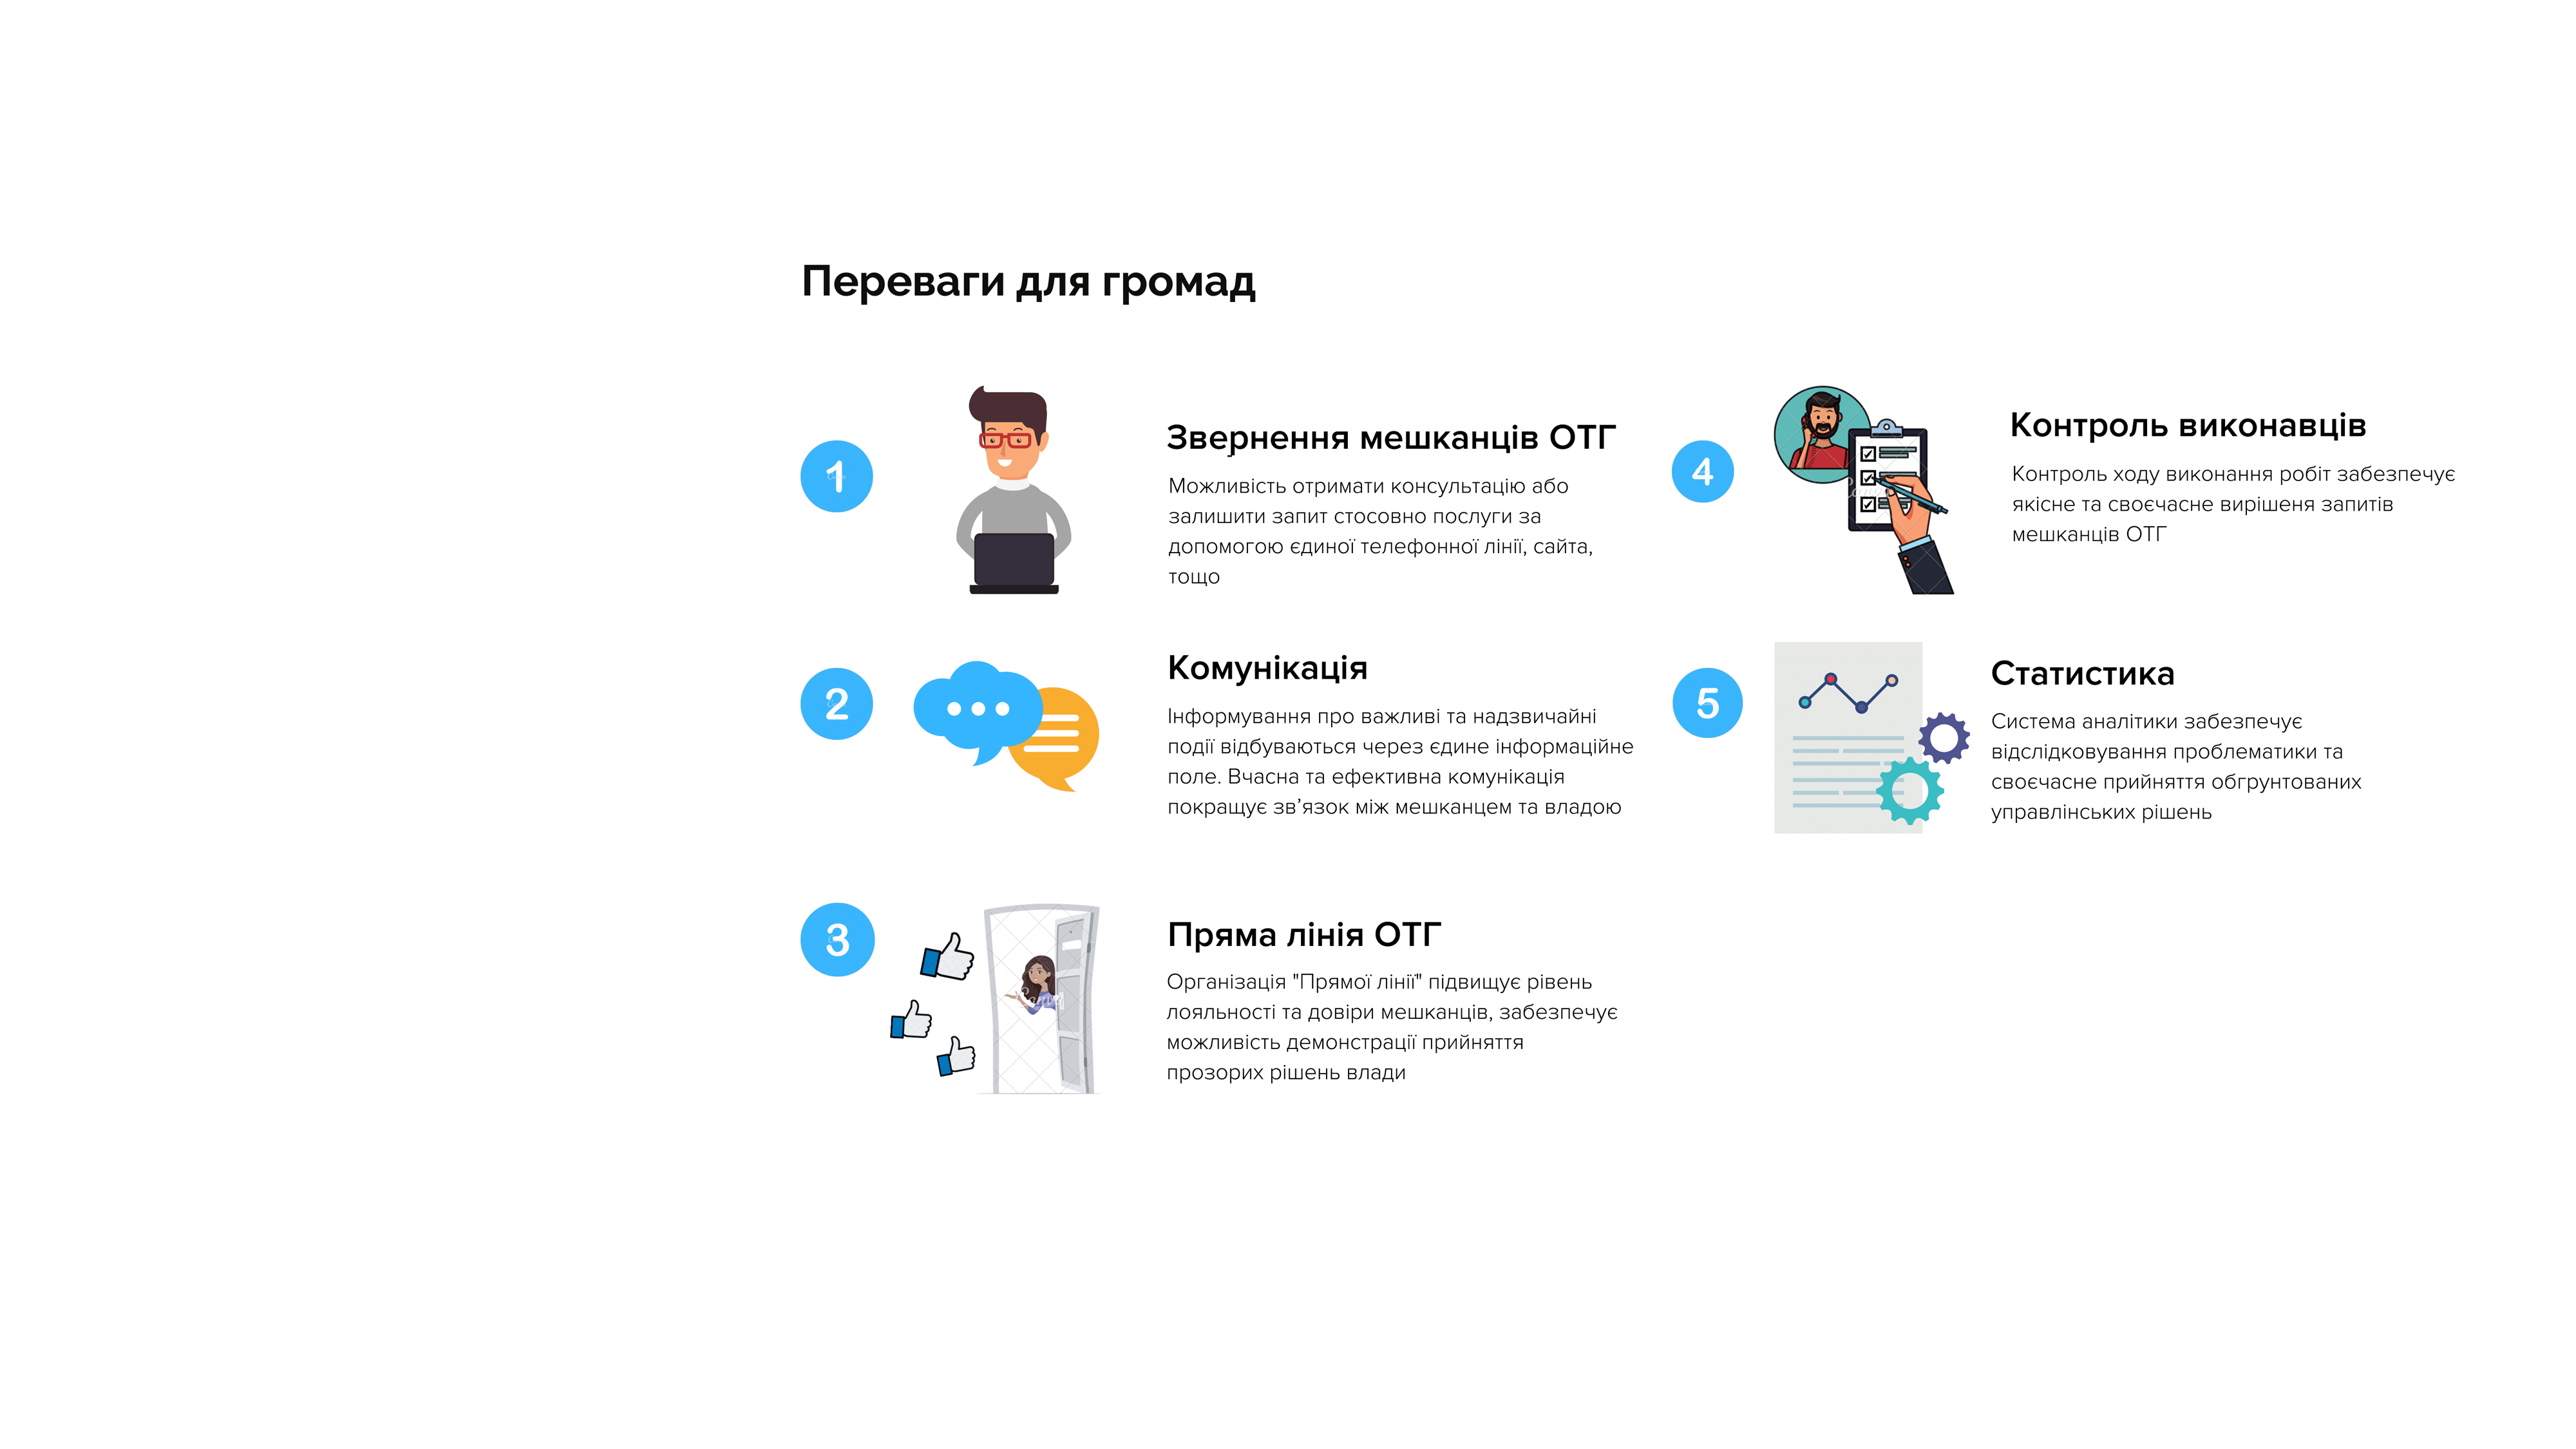 Переваги для громад
1
Звернення мешканців ОТГ
Можливість отримати консультацію або
залишити запит стосовно послуги за
допомогою єдиної телефонної лінії, сайта,
тощо
2
Комунікація
Інформування про важливі та надзвичайні
події відбуваються через єдине інформаційне
поле. Вчасна та ефективна комунікація
покращує зв’язок між мешканцем та владою
3
Пряма лінія ОТГ
Організація "Прямої лінії" підвищує рівень
лояльності та довіри мешканців, забезпечує
можливість демонстрації прийняття
прозорих рішень влади
4
Контроль виконавців
Контроль ходу виконання робіт забезпечує
якісне та своєчасне вирішеня запитів
мешканців ОТГ
5
Статистика
Система аналітики забезпечує
відслідковування проблематики та
своєчасне прийняття обгрунтованих
управлінських рішень